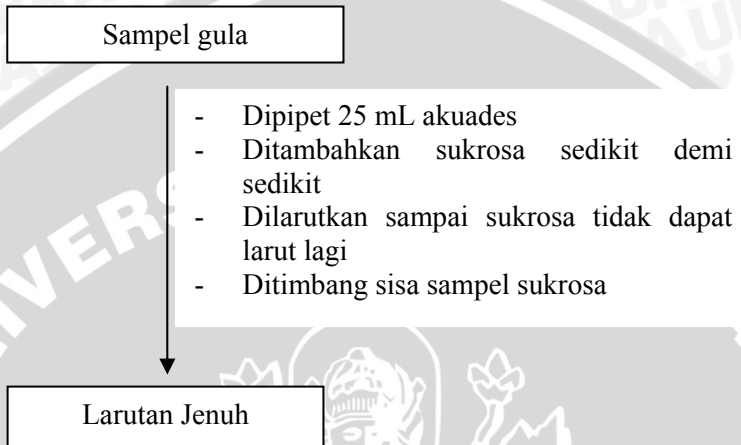 Sampel gula
- Dipipet 25 mL akuades
- Ditambahkan sukrosa sedikit demi
sedikit
- Dilarutkan sampai sukrosa tidak dapat
larut lagi
- Ditimbang sisa sampel sukrosa
Larutan Jenuh